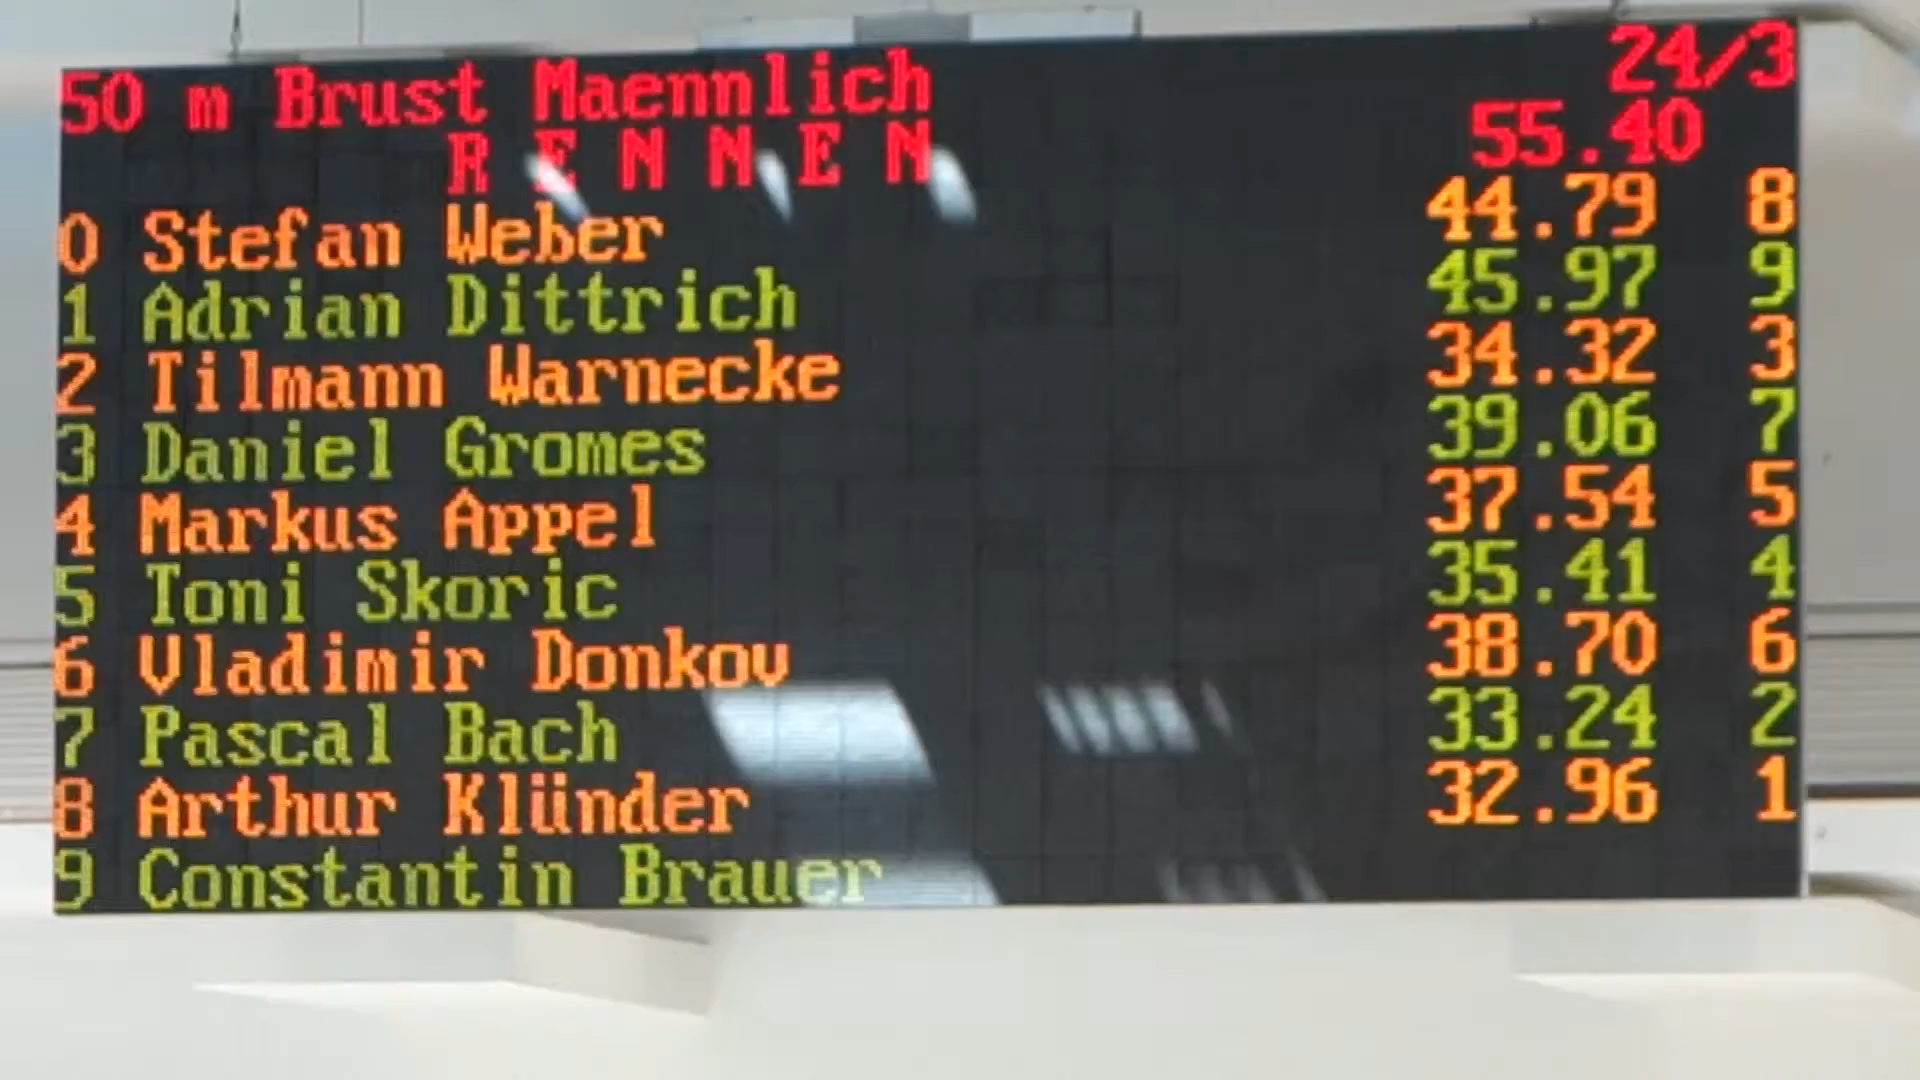 50 m Brust Maennlich 24/3
R E N N E N 55.40
0 Stefan Weber 44.79 8
1 Adrian Dittrich 45.97 9
2 Tilmann Warnecke 34.32 3
3 Daniel Gromes 39.06 7
4 Markus Appel 37.54 5
5 Toni Skoric 35.41 4
6 Vladimir Donkov 38.70 6
7 Pascal Bach 33.24 2
8 Arthur Klünder 32.96 1
9 Constantin Brauer